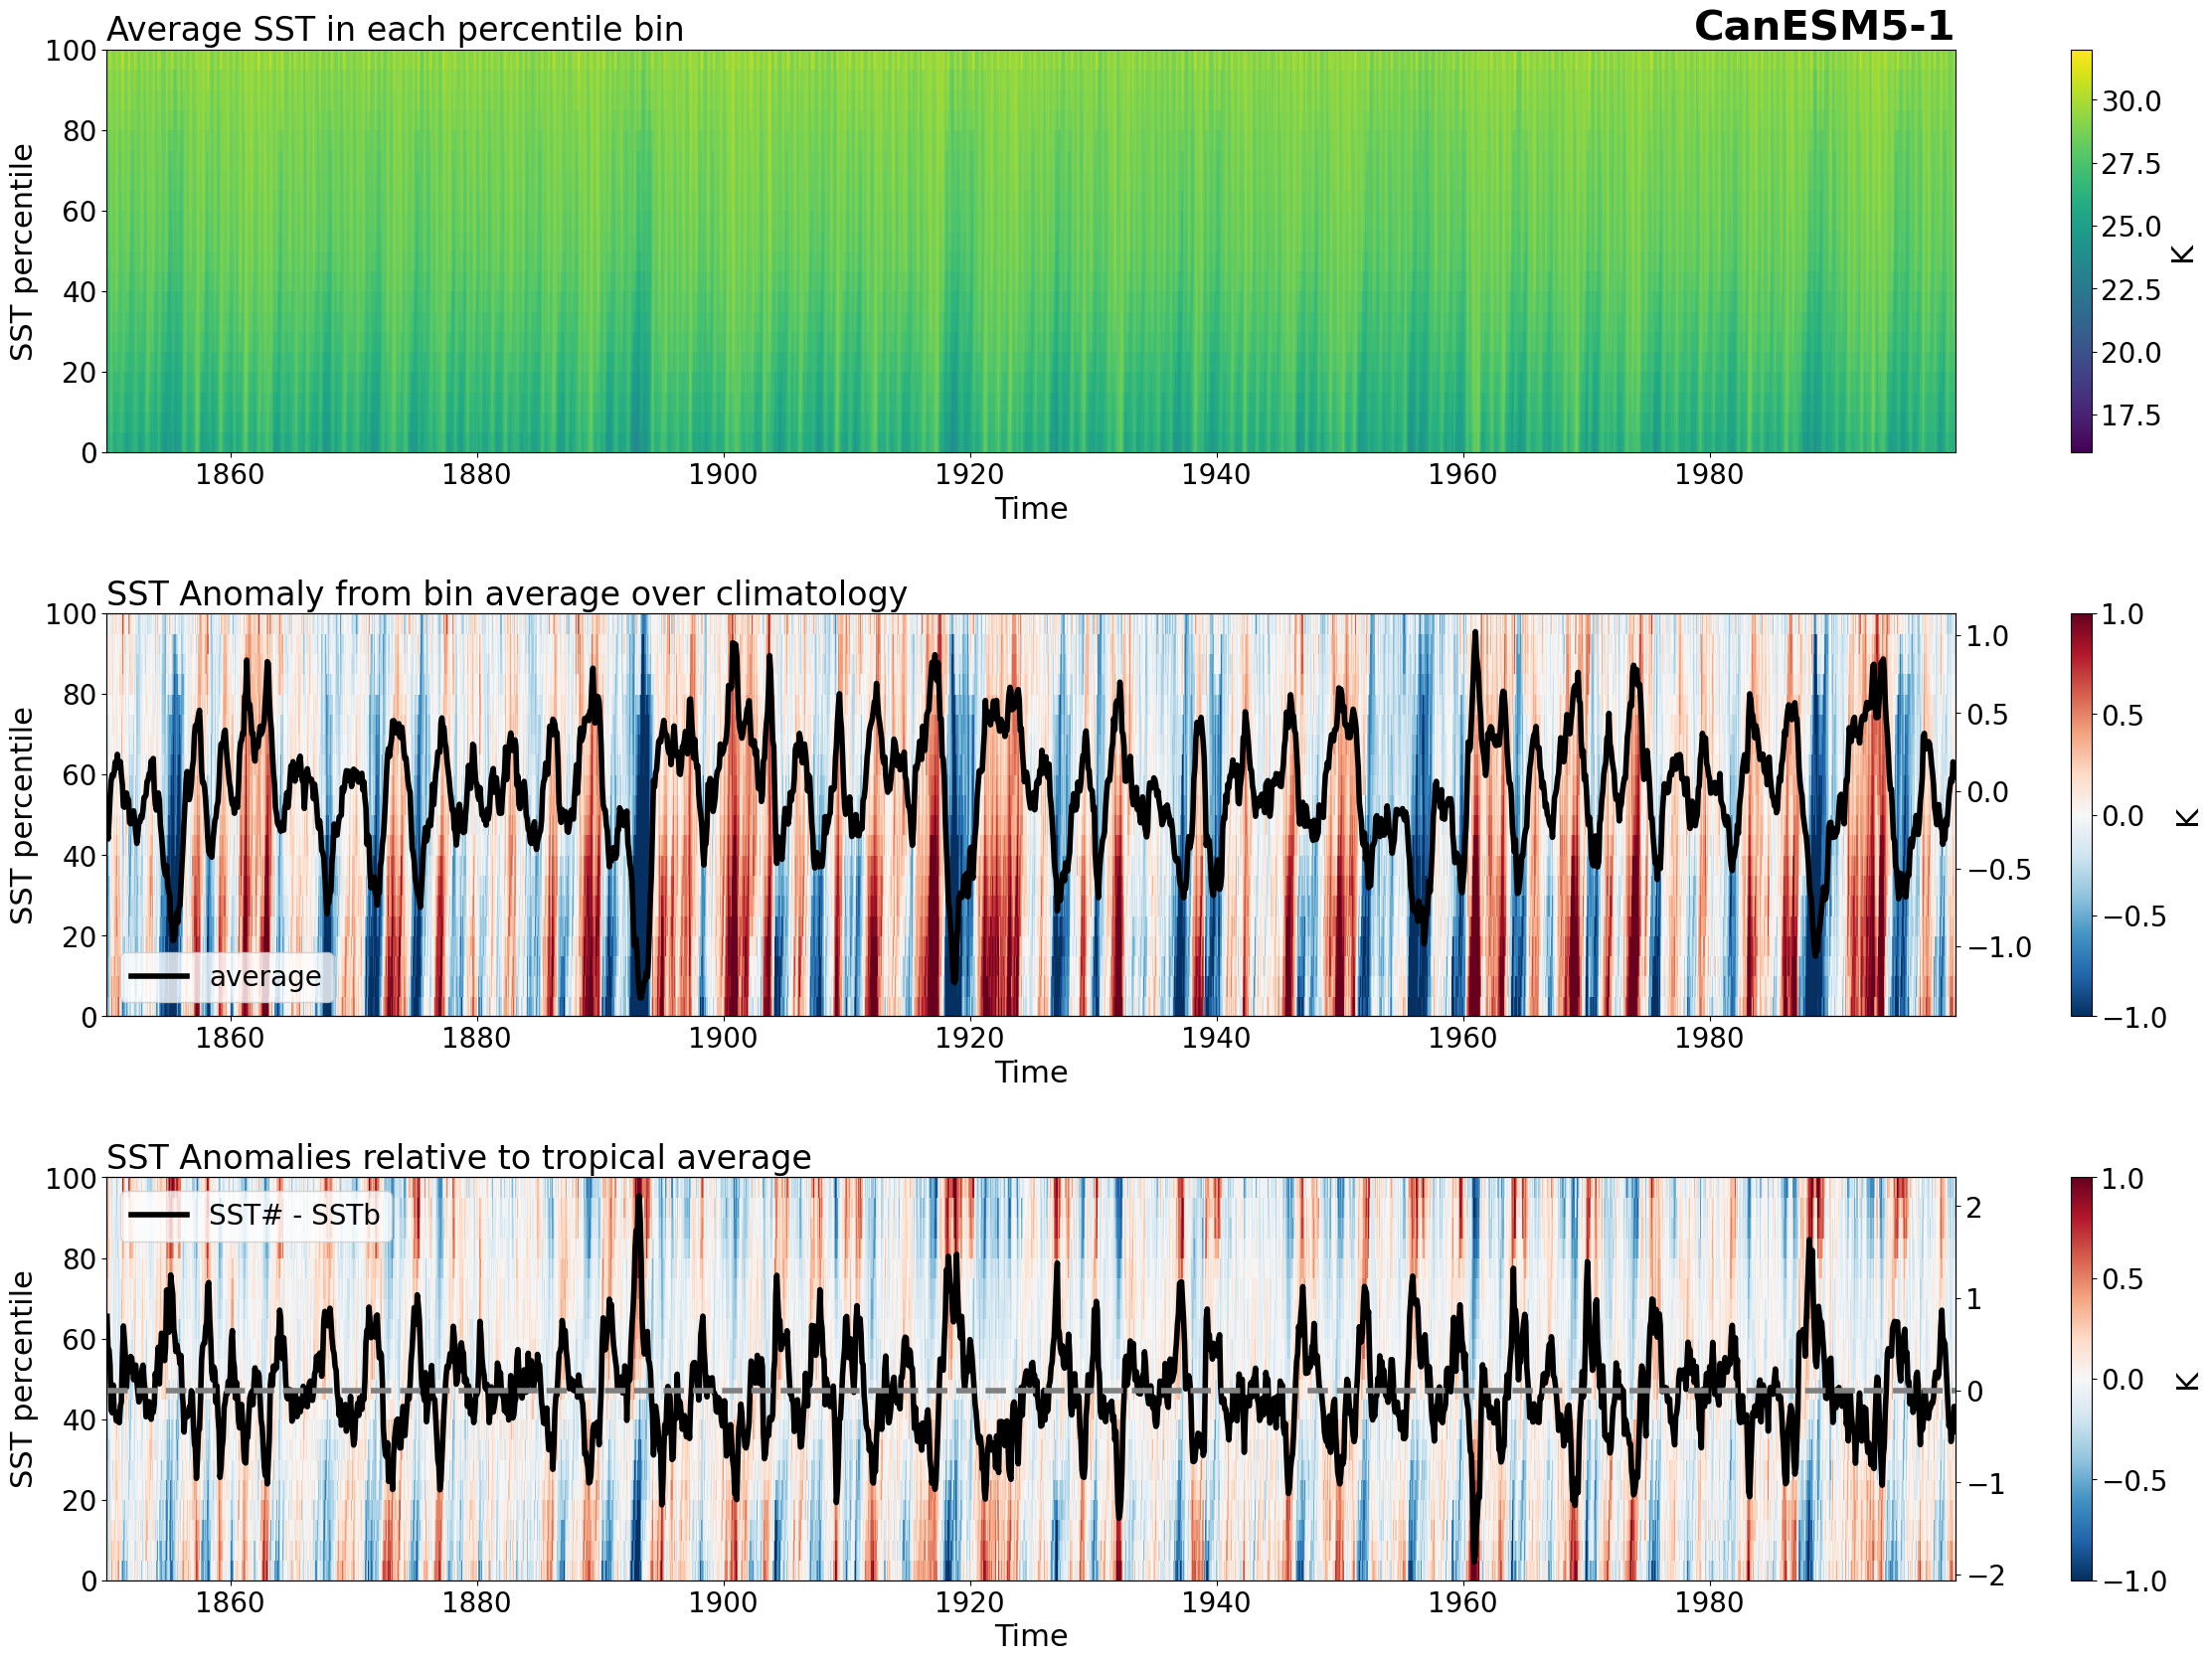 Average SST in each percentile bin
CanESM5-1
SST percentile
100
80
60
40
20
0
1860 1880 1900 1920 1940 1960 1980
Time
30.0
27.5
25.0
22.5
20.0
17.5
K
SST Anomaly from bin average over climatology
SST percentile
100
80
60
40
20
0
average
1860 1880 1900 1920 1940 1960 1980
Time
1.0
0.5
0.0
−0.5
−1.0
1.0
0.5
0.0
−0.5
−1.0
K
SST Anomalies relative to tropical average
SST percentile
100
80
60
40
20
0
SST# - SSTb
1860 1880 1900 1920 1940 1960 1980
Time
2
1
0
−1
−2
1.0
0.5
0.0
−0.5
−1.0
K